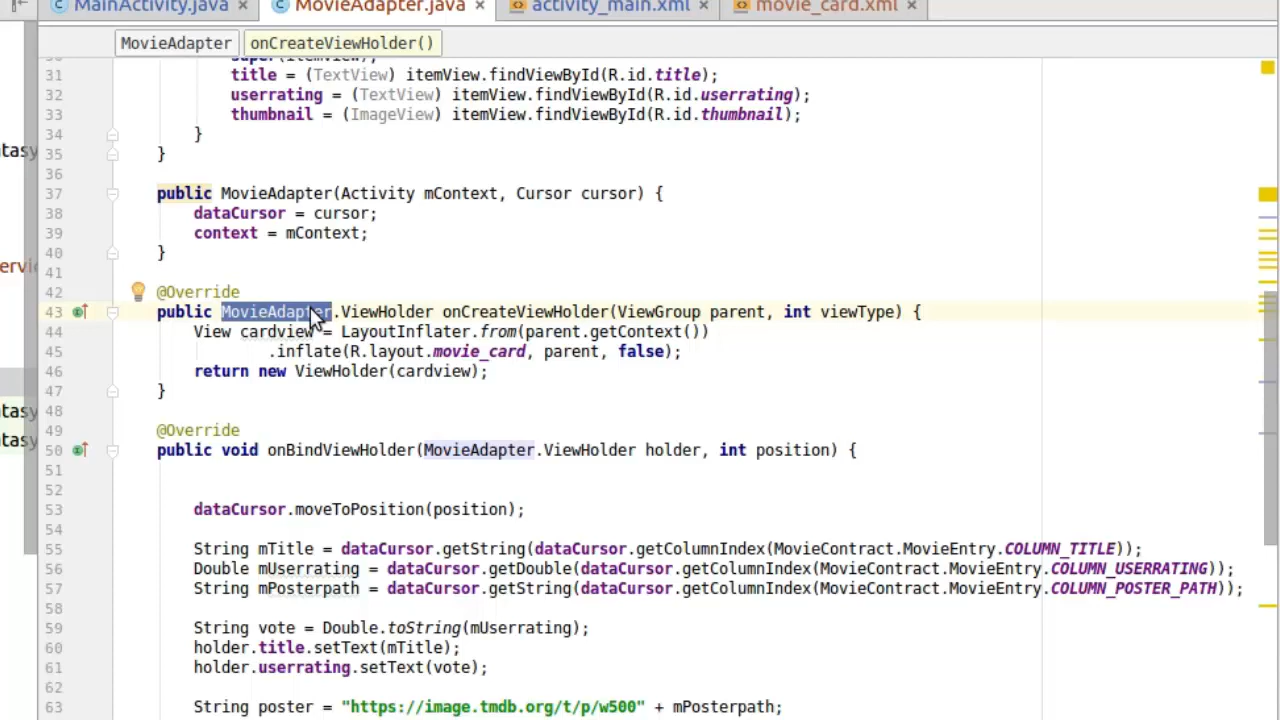 MainActivity.java × MovieAdapter.java × activity_main.xml × movie_card.xml ×
MovieAdapter onCreateViewHolder()
30 super(itemView);
31 title = (TextView) itemView.findViewById(R.id.title);
32 userrating = (TextView) itemView.findViewById(R.id.userrating);
33 thumbnail = (ImageView) itemView.findViewById(R.id.thumbnail);
34 }
35 }
36
37 public MovieAdapter(Activity mContext, Cursor cursor) {
38 dataCursor = cursor;
39 context = mContext;
40 }
41
42 @Override
43 public MovieAdapter.ViewHolder onCreateViewHolder(ViewGroup parent, int viewType) {
44 View cardview = LayoutInflater.from(parent.getContext())
45 .inflate(R.layout.movie_card, parent, false);
46 return new ViewHolder(cardview);
47 }
48
49 @Override
50 public void onBindViewHolder(MovieAdapter.ViewHolder holder, int position) {
51
52
53 dataCursor.moveToPosition(position);
54
55 String mTitle = dataCursor.getString(dataCursor.getColumnIndex(MovieContract.MovieEntry.COLUMN_TITLE));
56 Double mUserrating = dataCursor.getDouble(dataCursor.getColumnIndex(MovieContract.MovieEntry.COLUMN_USERRATING));
57 String mPosterpath = dataCursor.getString(dataCursor.getColumnIndex(MovieContract.MovieEntry.COLUMN_POSTER_PATH));
58
59 String vote = Double.toString(mUserrating);
60 holder.title.setText(mTitle);
61 holder.userrating.setText(vote);
62
63 String poster = "https://image.tmdb.org/t/p/w500" + mPosterpath;
tasy
ervi
tasy
tasy